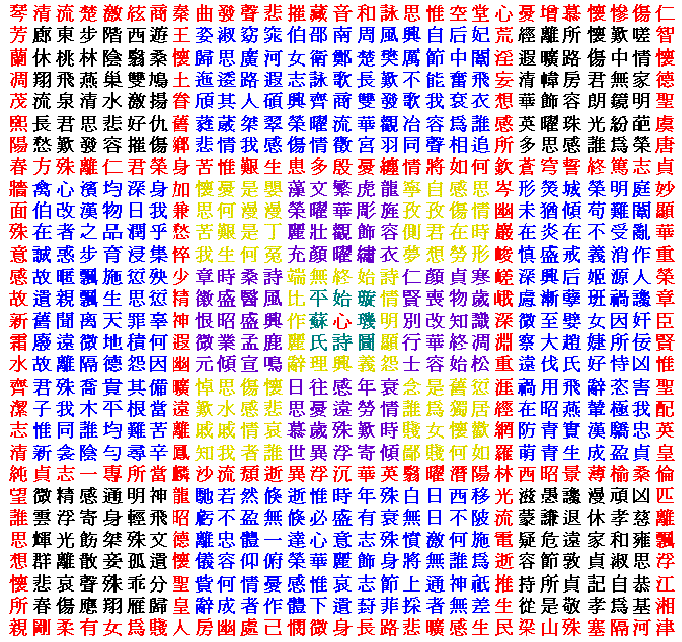 琴清流楚激絃商秦曲發聲悲摧藏音和詠思惟空堂心憂增慕懷慘傷仁
芳廊東步階西遊王姿淑窈窕伯邵南周風興自后妃荒經離所懷歎嗟智
蘭休桃林陰翳桑懷歸思廣河女衛鄭楚樊厲節中闈淫遐曠路傷中情懷
凋翔飛燕巢雙鳩土迤逶路遐志詠歌長歎不能奮飛妄清幃房君無家德
茂流泉清水激揚眷頎其人碩興齊商雙發歌我袞衣想華飾容朗鏡明聖
熙長君思悲好仇舊蕤葳桀翠榮曜流華觀冶容爲誰感英曜珠光紛葩虞
陽愁歎發容摧傷鄉悲情我感傷情徵宮羽同聲相追所多思感誰爲榮唐
春方殊離仁君榮身苦惟艱生患多殷憂纏情將如何欽蒼穹誓終篤志貞
牆禽心濱均深身加懷憂是嬰藻文繁虎龍寧自感思岑形熒城榮明庭妙
面伯改漢物日我兼思何漫漫榮曜華彫旌孜孜傷情幽未猶傾苟難闈顯
殊在者之品潤乎愁苦艱是丁麗壯觀飾容側君在時巖在炎在不受亂華
意誠惑步育浸集悴我生何冤充顏曜繡衣夢想勞形峻慎盛戒義消作重
感故暱飄施愆殃少章時桑詩端無終始詩仁顏貞寒嵯深興后姬源人榮
故遺親飄生思愆精徽盛翳風比平始璇情賢喪物歲峨慮漸孽班禍讒章
新舊聞离天罪辜神恨昭盛興作蘇心璣明別改知識深微至嬖女因奸臣
霜廢遠微地積何遐微業孟鹿麗氏詩圖顯行華終凋淵察大趙婕所佞賢
水故離隔德怨因幽元傾宣鳴辭理興義怨士容始松重遠伐氏好恃凶惟
齊君殊喬貴其備曠悼思傷懷日往感年衰念是舊愆涯禍用飛辭恣害聖
潔子我木平根當遠歎水感悲思憂遠勞情誰爲獨居經在昭燕輦極我配
志惟同誰均難苦離戚戚情哀慕歲殊歎時賤女懷歎網防青實漢驕忠英
清新衾陰勻尋辛鳳知我者誰世異浮寄傾鄙賤何如羅萌青生成盈貞皇
純貞志一專所當麟沙流頹逝異浮沉華英翳曜潛陽林西昭景薄榆桑倫
望微精感通明神龍馳若然倏逝惟時年殊白日西移光滋愚讒漫頑凶匹
誰雲浮寄身輕飛昭虧不盈無倏必盛有衰無日不陂流蒙謙退休孝慈離
思輝光飭桀殊文德離忠體一達心意志殊憤激何施電疑危遠家和雍飄
想群離散妾孤遺懷儀容仰俯榮華麗飾身將無誰爲逝容節敦貞淑思浮
懷悲哀聲殊乖分聖貲何情憂感惟哀志節上通神祇推持所貞記自恭江
所春傷應翔雁歸皇辭成者作體下遺葑菲採者無差生從是敬孝爲基湘
親剛柔有女爲賤人房幽處己憫微身長路悲曠感生民梁山殊塞隔河津